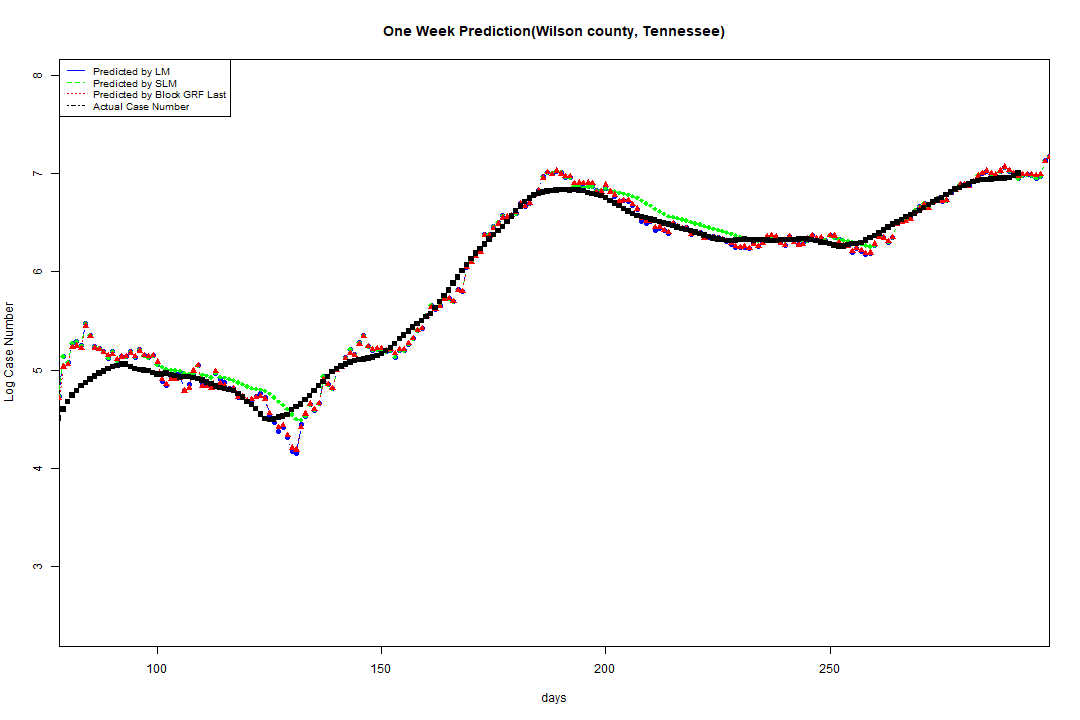 One Week Prediction(Wilson county, Tennessee)
Predicted by LM
Predicted by SLM
Predicted by Block GRF Last
Actual Case Number
8
7
6
5
4
3
Log Case Number
100 150 200 250
days